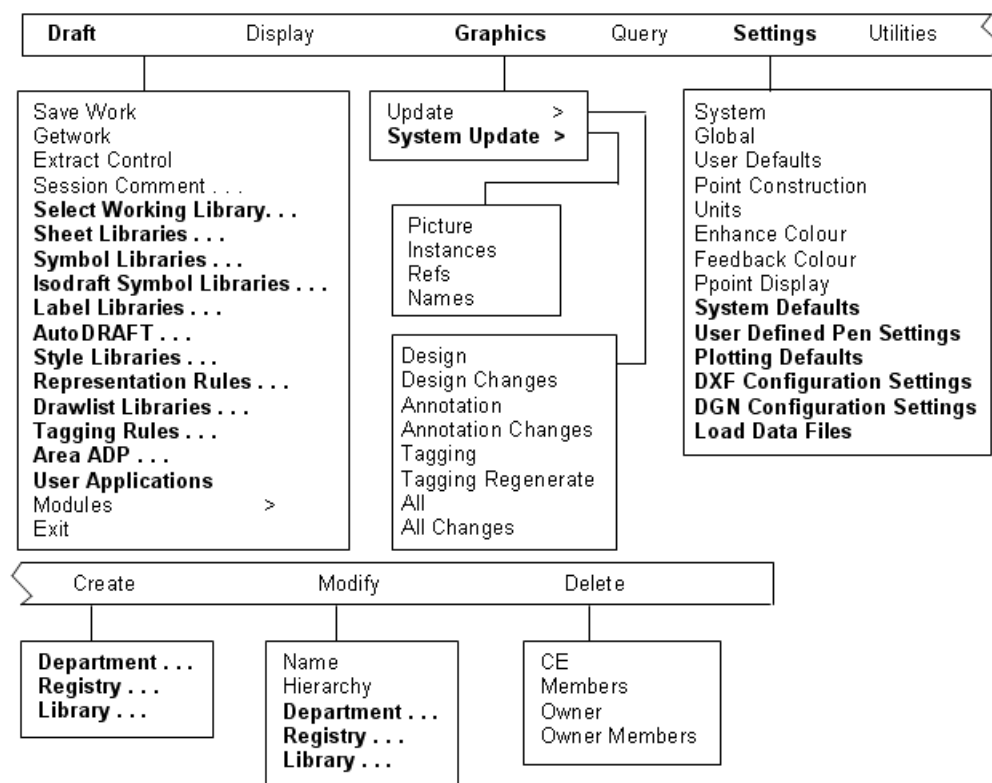 Draft Display Graphics Query Settings Utilities
Save Work
Getwork
Extract Control
Session Comment . . .
Select Working Library. . .
Sheet Libraries . . .
Symbol Libraries . . .
Isodraft Symbol Libraries . . .
Label Libraries . . .
AutoDRAFT . . .
Style Libraries . . .
Representation Rules . . .
Drawlist Libraries . . .
Tagging Rules . . .
Area ADP . . .
User Applications
Modules >
Exit
Update >
System Update >
Picture
Instances
Refs
Names
Design
Design Changes
Annotation
Annotation Changes
Tagging
Tagging Regenerate
All
All Changes
System
Global
User Defaults
Point Construction
Units
Enhance Colour
Feedback Colour
Ppoint Display
System Defaults
User Defined Pen Settings
Plotting Defaults
DXF Configuration Settings
DGN Configuration Settings
Load Data Files
Create Modify Delete
Department . . .
Registry . . .
Library . . .
Name
Hierarchy
Department . . .
Registry . . .
Library . . .
CE
Members
Owner
Owner Members